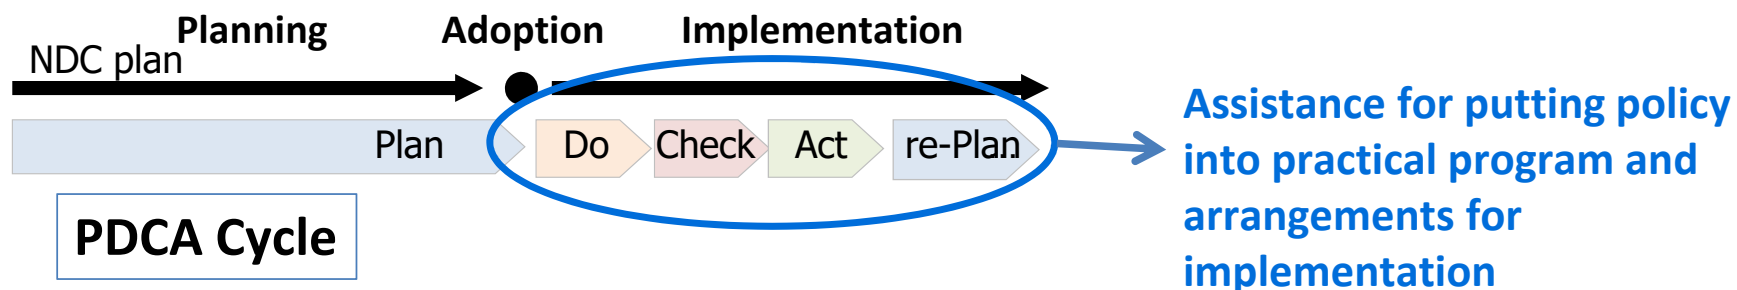 Planning Adoption Implementation
NDC plan
Plan Do Check Act re-Plan...
PDCA Cycle
Assistance for putting policy
into practical program and
arrangements for
implementation